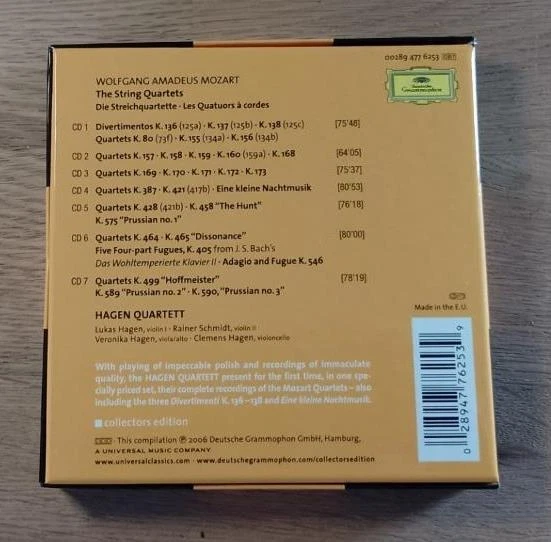 00289 477 6253
Deutsche
Grammophon
WOLFGANG AMADEUS MOZART
The String Quartets
Die Streichquartette · Les Quatuors à cordes
CD 1 Divertimentos K. 136 (125a) · K. 137 (125b) · K. 138 (125c) [75'48]
Quartets K. 80 (73f) · K. 155 (134a) · K. 156 (134b)
CD 2 Quartets K. 157 · K. 158 · K. 159 · K. 160 (159a) · K. 168 [64'05]
CD 3 Quartets K. 169 · K. 170 · K. 171 · K. 172 · K. 173 [75'37]
CD 4 Quartets K. 387 · K. 421 (417b) · Eine kleine Nachtmusik [80'53]
CD 5 Quartets K. 428 (421b) · K. 458 "The Hunt" [76'18]
K. 575 "Prussian no. 1"
CD 6 Quartets K. 464 · K. 465 "Dissonance" [80'00]
Five Four-part Fugues, K. 405 from J. S. Bach's
Das Wohltemperierte Klavier II · Adagio and Fugue K. 546
CD 7 Quartets K. 499 "Hoffmeister" [78'19]
K. 589 "Prussian no. 2" · K. 590, "Prussian no. 3"
HAGEN QUARTETT
Lukas Hagen, violin I · Rainer Schmidt, violin II
Veronika Hagen, viola/alto · Clemens Hagen, violoncello
Made in the E.U.
With playing of impeccable polish and recordings of immaculate
quality, the HAGEN QUARTETT present for the first time, in one spe-
cially priced set, their complete recordings of the Mozart Quartets – also
including the three Divertimenti K. 136 –138 and Eine kleine Nachtmusik.
collectors edition
· This compilation ℗ 2006 Deutsche Grammophon GmbH, Hamburg,
A UNIVERSAL MUSIC COMPANY
www.universalclassics.com · www.deutschegrammophon.com/collectorsedition
0 28947 76253 9